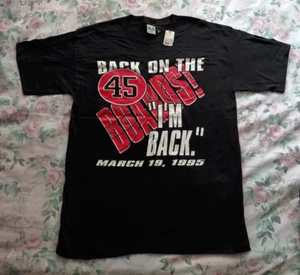 BACK ON THE
45
BOARDS!
"I'M
BACK."
MARCH 19, 1995